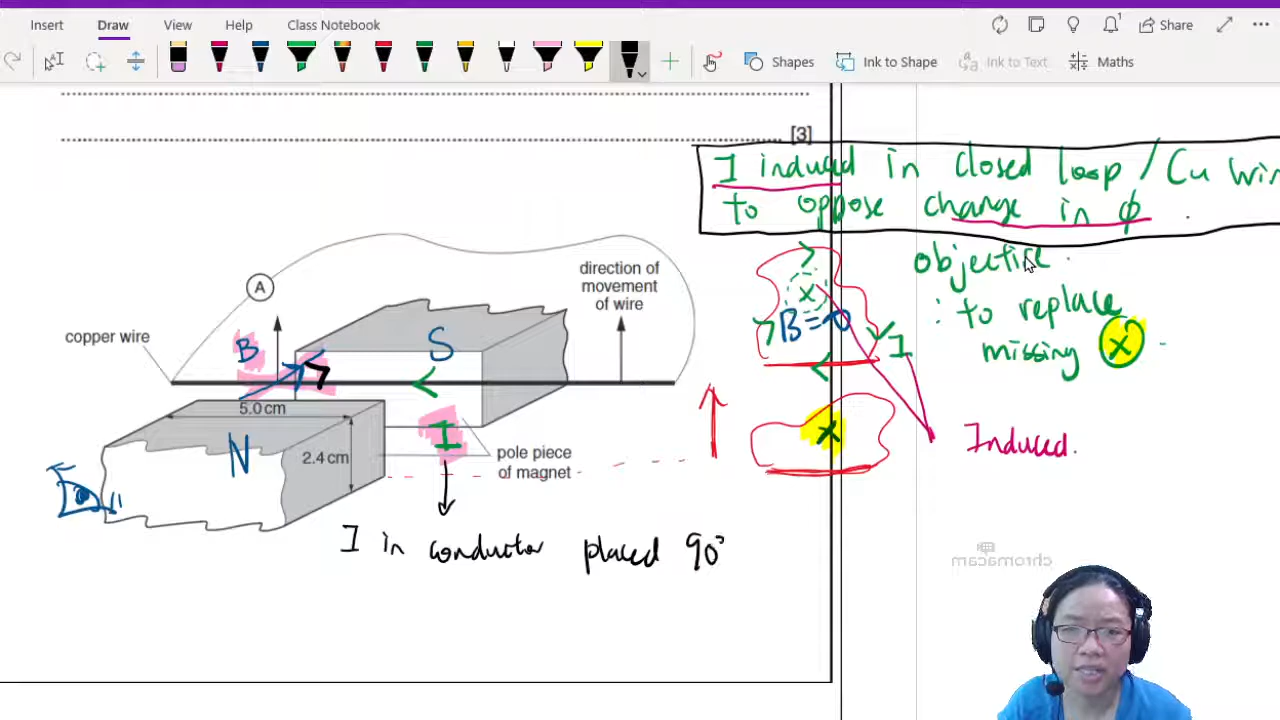 Insert Draw View Help Class Notebook
1
Share
Shapes Ink to Shape Ink to Text Maths
[3]
I induced in closed loop / Cu wir
to oppose change in ϕ .
objective
: to replace
missing x
A
direction of
movement
of wire
copper wire
B
S
x
B = 0
I
5.0 cm
I
N
2.4 cm
pole piece
of magnet
x
Induced.
I in conductor placed 90°
chromacam